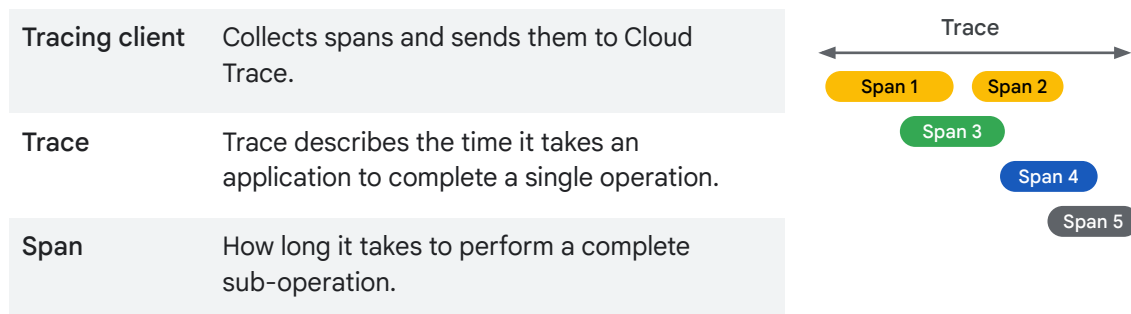 Tracing client
Collects spans and sends them to Cloud
Trace.
Trace
Trace describes the time it takes an
application to complete a single operation.
Span
How long it takes to perform a complete
sub-operation.
Trace
Span 1
Span 2
Span 3
Span 4
Span 5